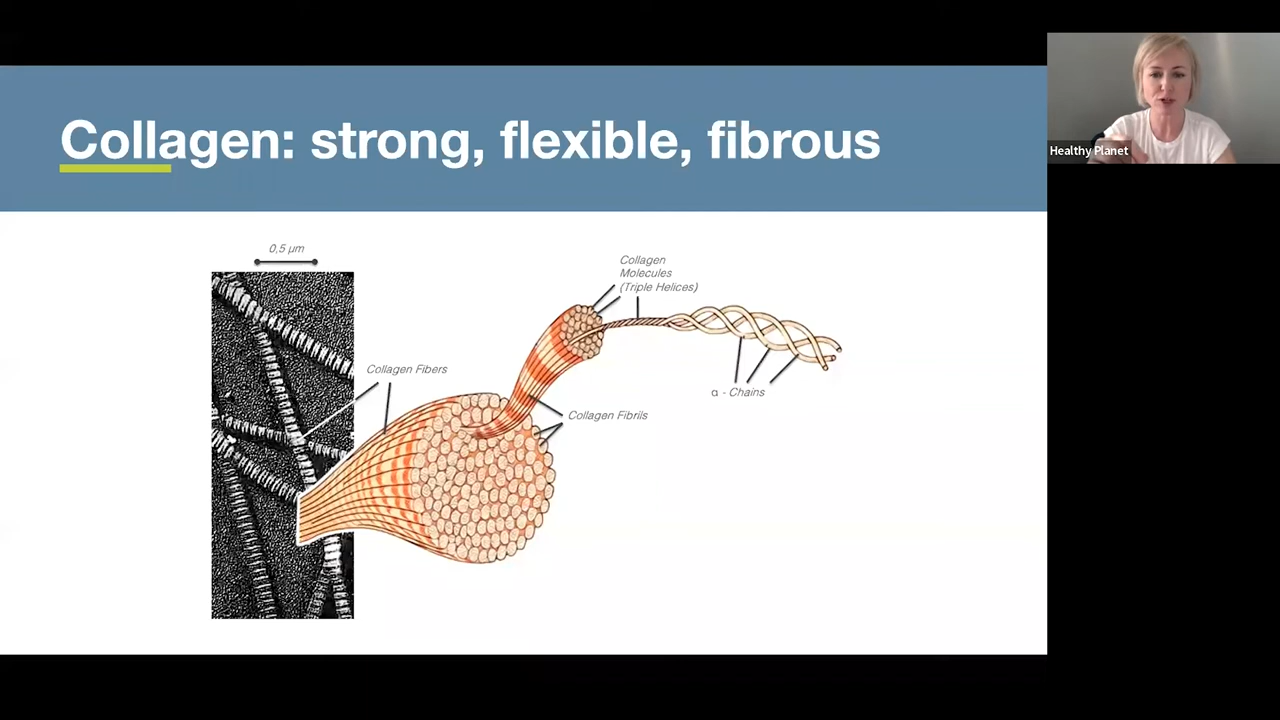 Collagen: strong, flexible, fibrous
Healthy Planet
0,5 µm
Collagen
Molecules
(Triple Helices)
Collagen Fibers
α - Chains
Collagen Fibrils